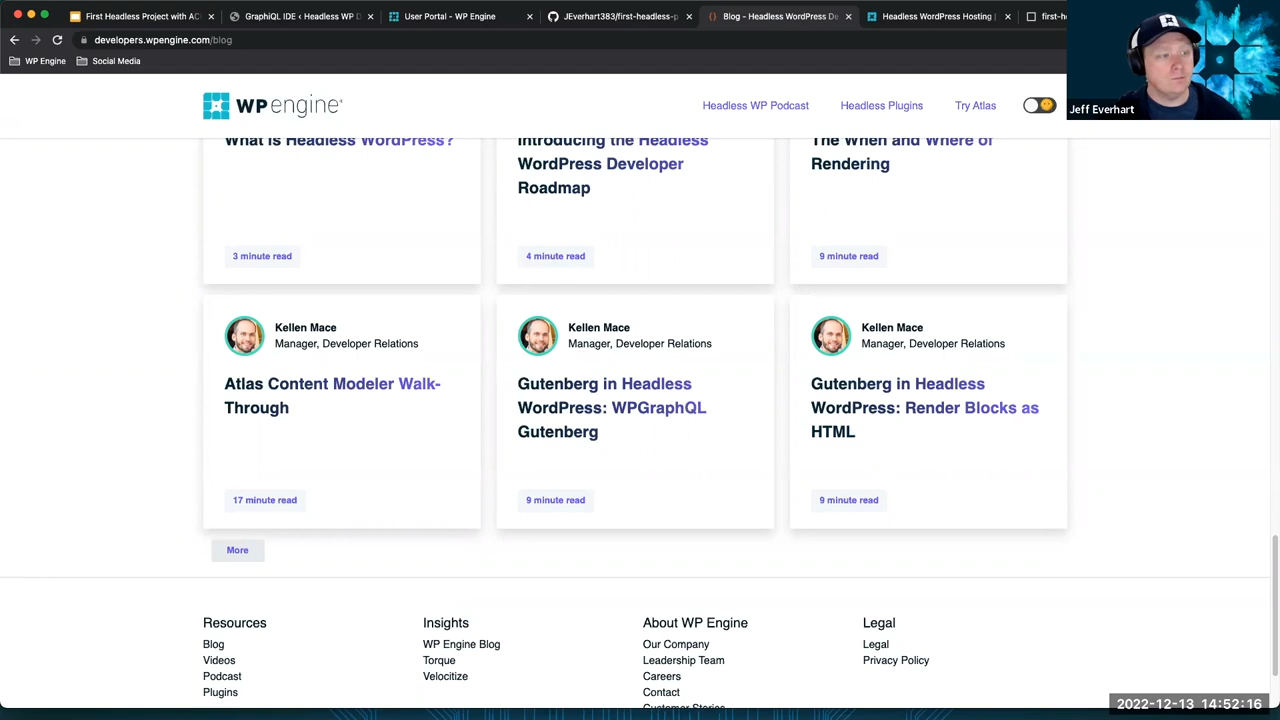 First Headless Project with AC
GraphiQL IDE ‹ Headless WP D
User Portal - WP Engine
JEverhart383/first-headless-p
Blog - Headless WordPress De
Headless WordPress Hosting
first-he
developers.wpengine.com/blog
WP Engine
Social Media
Jeff Everhart
WP engine
Headless WP Podcast
Headless Plugins
Try Atlas
What is Headless WordPress?
3 minute read
Introducing the Headless
WordPress Developer
Roadmap
4 minute read
The When and Where of
Rendering
9 minute read
Kellen Mace
Manager, Developer Relations
Atlas Content Modeler Walk-
Through
17 minute read
Kellen Mace
Manager, Developer Relations
Gutenberg in Headless
WordPress: WPGraphQL
Gutenberg
9 minute read
Kellen Mace
Manager, Developer Relations
Gutenberg in Headless
WordPress: Render Blocks as
HTML
9 minute read
More
Resources
Blog
Videos
Podcast
Plugins
Insights
WP Engine Blog
Torque
Velocitize
About WP Engine
Our Company
Leadership Team
Careers
Contact
Customer Stories
Legal
Legal
Privacy Policy
2022-12-13 14:52:16